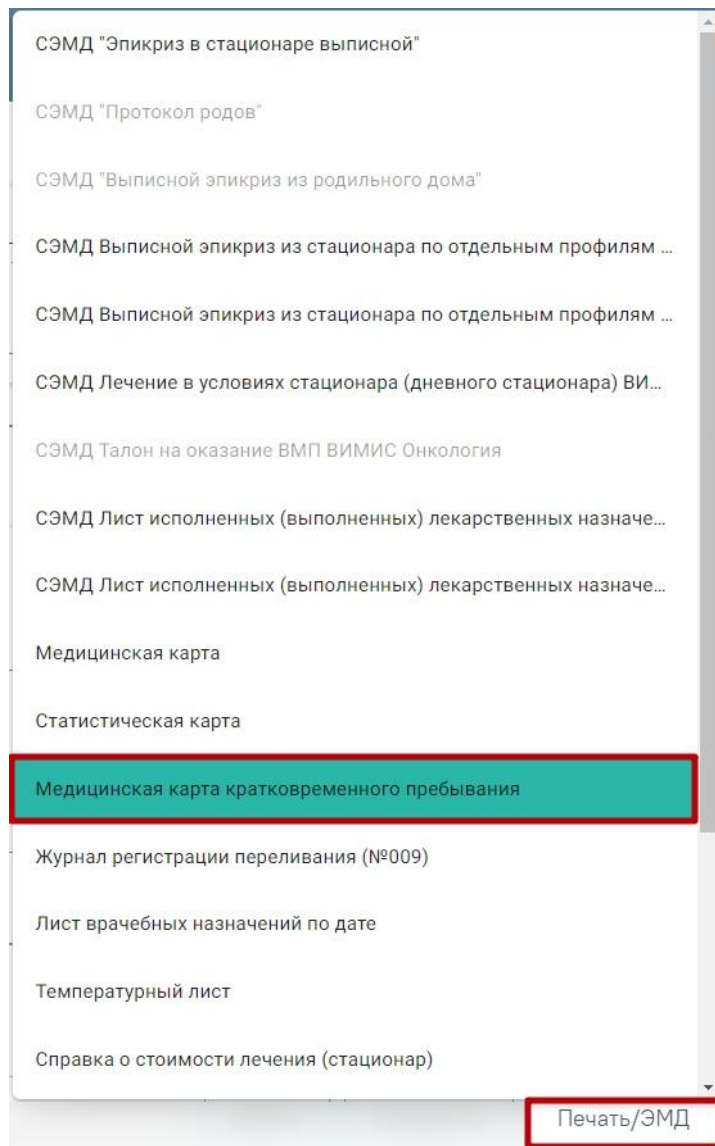 СЭМД "Эпикриз в стационаре выписной"
СЭМД "Протокол родов"
СЭМД "Выписной эпикриз из родильного дома"
СЭМД Выписной эпикриз из стационара по отдельным профилям ...
СЭМД Выписной эпикриз из стационара по отдельным профилям ...
СЭМД Лечение в условиях стационара (дневного стационара) ВИ...
СЭМД Талон на оказание ВМП ВИМИС Онкология
СЭМД Лист исполненных (выполненных) лекарственных назначе...
СЭМД Лист исполненных (выполненных) лекарственных назначе...
Медицинская карта
Статистическая карта
Медицинская карта кратковременного пребывания
Журнал регистрации переливания (№009)
Лист врачебных назначений по дате
Температурный лист
Справка о стоимости лечения (стационар)
Печать/ЭМД